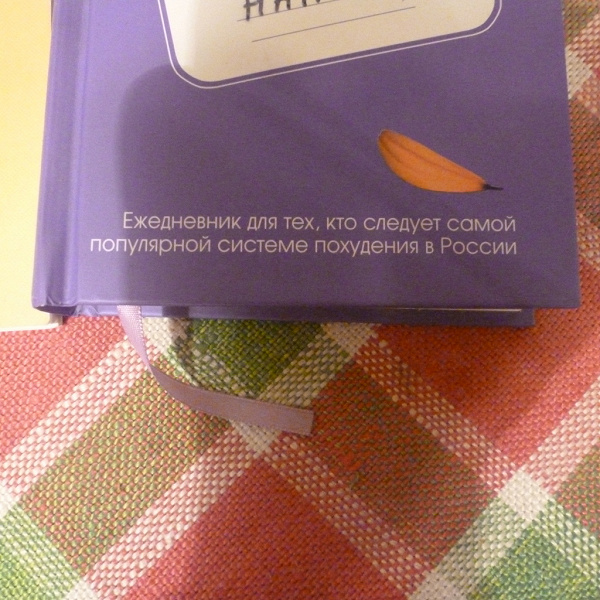 Ежедневник для тех, кто следует самой
популярной системе похудения в России